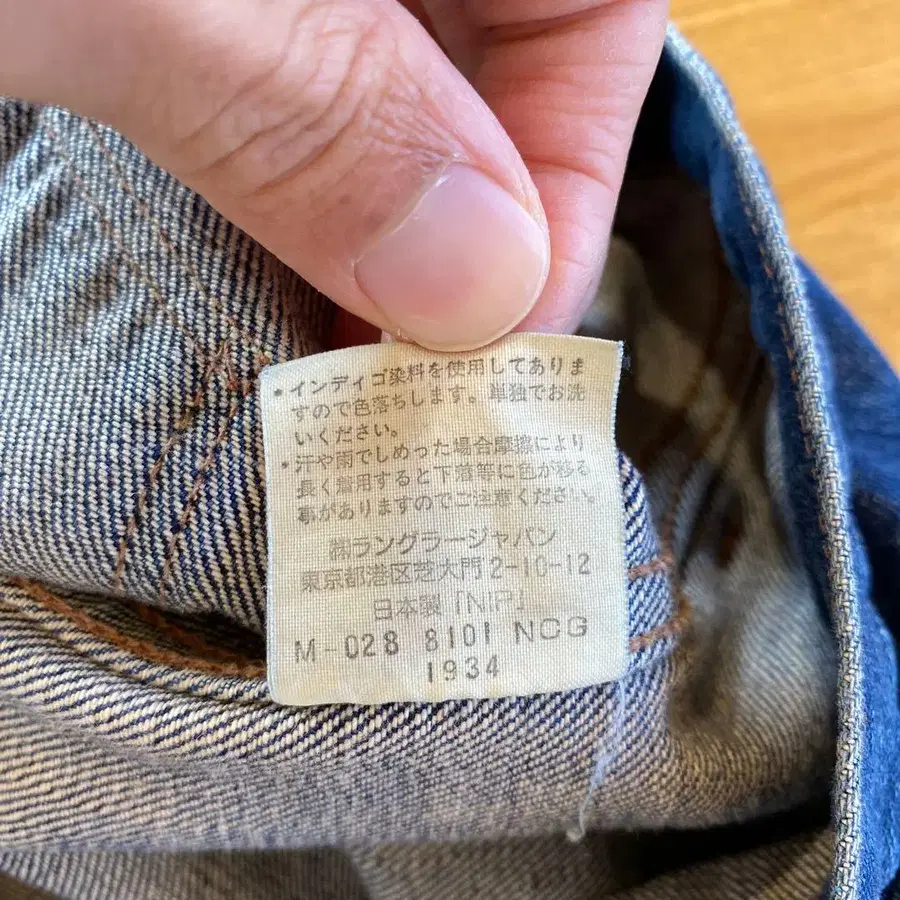 ・インディゴ染料を使用してありま
すので色落ちします。単独でお洗
いください。
・汗や雨でしめった場合摩擦により
長く着用すると下着等に色が移る
事がありますのでご注意ください。
㈱ラングラージャパン
東京都港区芝大門2-10-12
日本製「NIP」
M-028 8101 NCG
1934